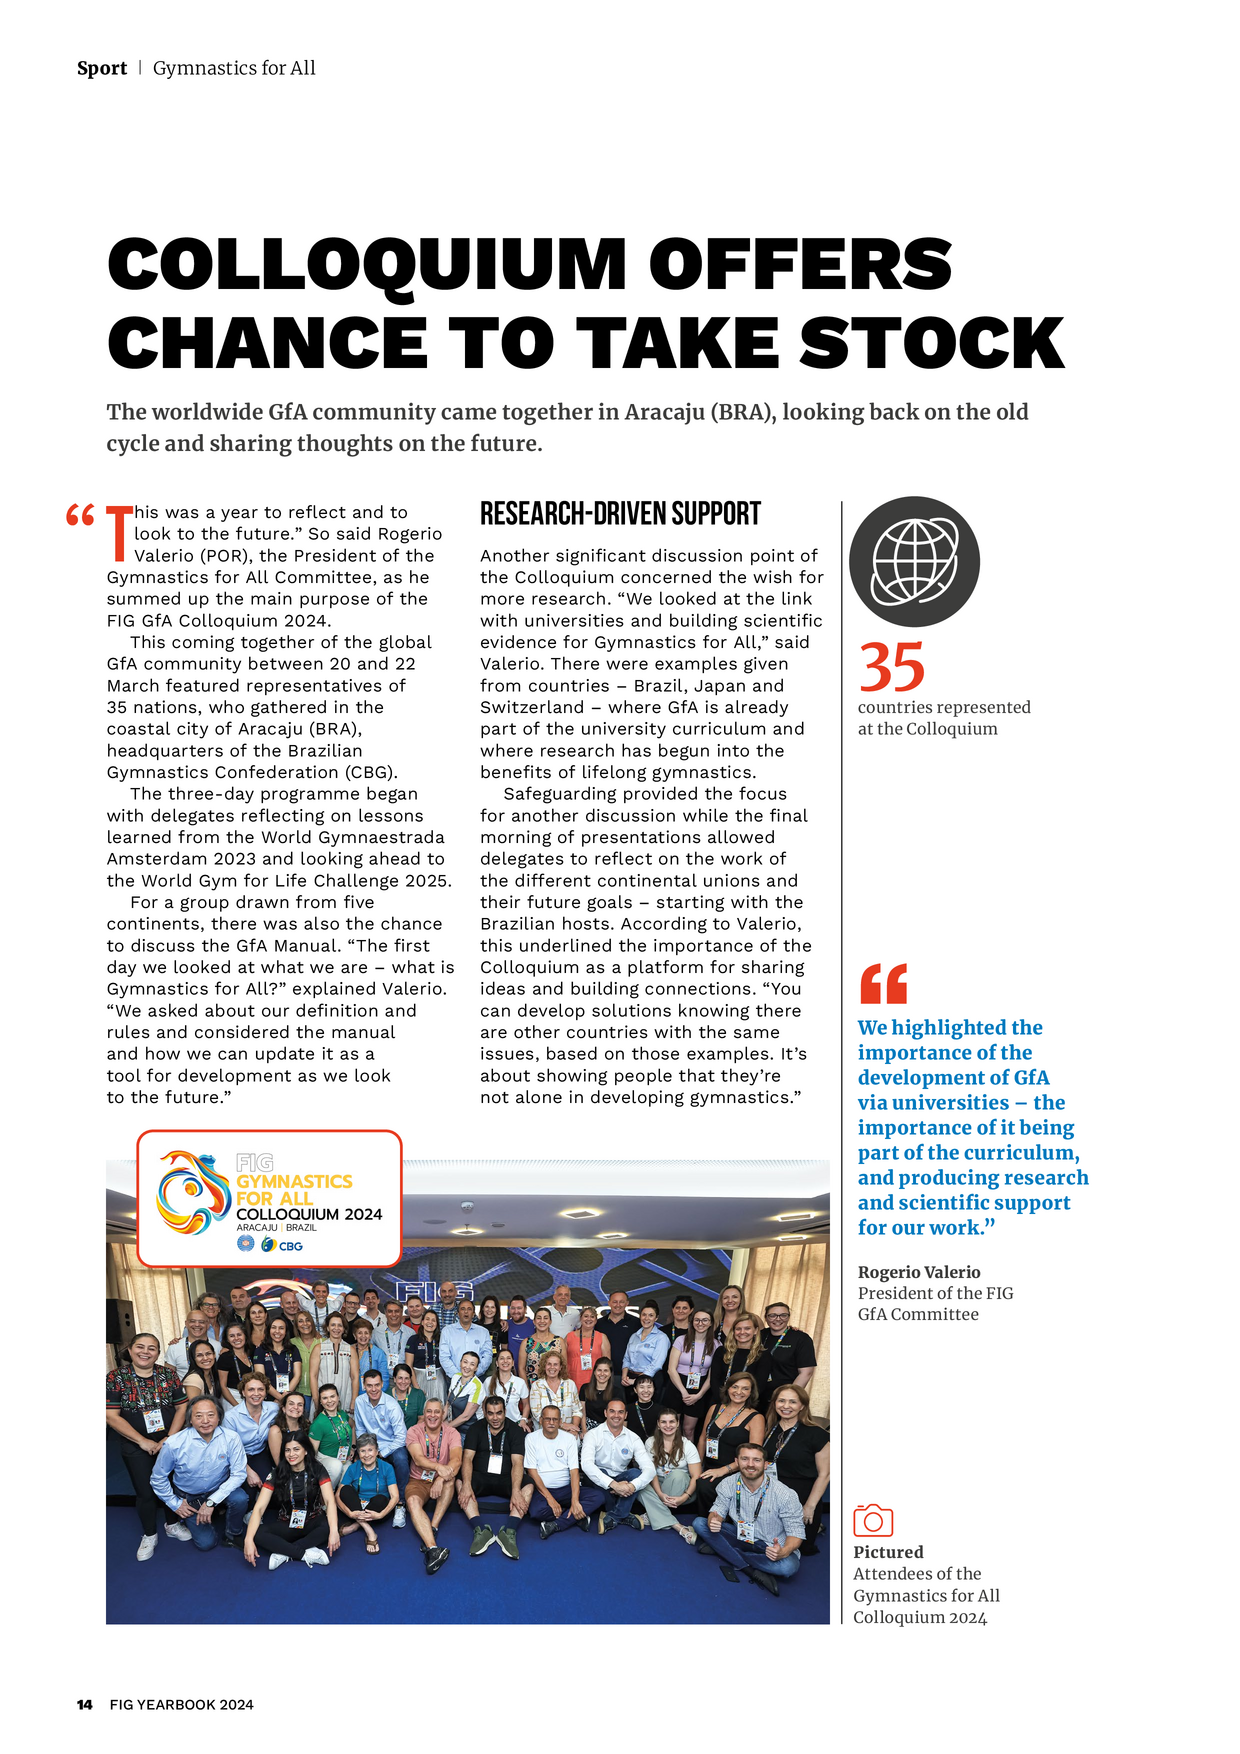 Sport | Gymnastics for All
COLLOQUIUM OFFERS
CHANCE TO TAKE STOCK
The worldwide GfA community came together in Aracaju (BRA), looking back on the old
cycle and sharing thoughts on the future.
“This was a year to reflect and to
look to the future.” So said Rogerio
Valerio (POR), the President of the
Gymnastics for All Committee, as he
summed up the main purpose of the
FIG GfA Colloquium 2024.
This coming together of the global
GfA community between 20 and 22
March featured representatives of
35 nations, who gathered in the
coastal city of Aracaju (BRA),
headquarters of the Brazilian
Gymnastics Confederation (CBG).
The three-day programme began
with delegates reflecting on lessons
learned from the World Gymnaestrada
Amsterdam 2023 and looking ahead to
the World Gym for Life Challenge 2025.
For a group drawn from five
continents, there was also the chance
to discuss the GfA Manual. “The first
day we looked at what we are – what is
Gymnastics for All?” explained Valerio.
“We asked about our definition and
rules and considered the manual
and how we can update it as a
tool for development as we look
to the future.”
RESEARCH-DRIVEN SUPPORT
Another significant discussion point of
the Colloquium concerned the wish for
more research. “We looked at the link
with universities and building scientific
evidence for Gymnastics for All,” said
Valerio. There were examples given
from countries – Brazil, Japan and
Switzerland – where GfA is already
part of the university curriculum and
where research has begun into the
benefits of lifelong gymnastics.
Safeguarding provided the focus
for another discussion while the final
morning of presentations allowed
delegates to reflect on the work of
the different continental unions and
their future goals – starting with the
Brazilian hosts. According to Valerio,
this underlined the importance of the
Colloquium as a platform for sharing
ideas and building connections. “You
can develop solutions knowing there
are other countries with the same
issues, based on those examples. It’s
about showing people that they’re
not alone in developing gymnastics.”
35
countries represented
at the Colloquium
“
We highlighted the
importance of the
development of GfA
via universities – the
importance of it being
part of the curriculum,
and producing research
and scientific support
for our work.”
Rogerio Valerio
President of the FIG
GfA Committee
FIG
GYMNASTICS
FOR ALL
COLLOQUIUM 2024
ARACAJU | BRAZIL
CBG
FIG
Pictured
Attendees of the
Gymnastics for All
Colloquium 2024
14 FIG YEARBOOK 2024